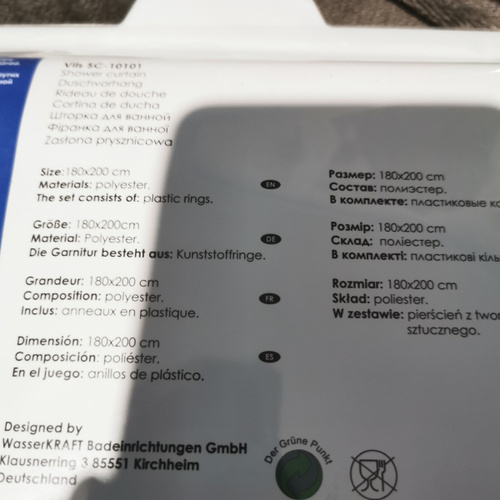 Vils SC-10101
Shower curtain
Duschvorhang
Rideau de douche
Cortina de ducha
Шторка для ванной
Фіранка для ванної
Zasłona prysznicowa
Size: 180x200 cm
Materials: polyester.
The set consists of: plastic rings.
EN
Größe: 180x200cm
Material: Polyester.
Die Garnitur besteht aus: Kunststoffringe.
DE
Grandeur: 180x200 cm
Composition: polyester.
Inclus: anneaux en plastique.
FR
Dimensión: 180x200 cm
Composición: poliéster.
En el juego: anillos de plástico.
ES
Размер: 180x200 cm
Состав: полиэстер.
В комплекте: пластиковые
Розмір: 180x200 cm
Склад: поліестер.
В комплекті: пластикові
Rozmiar: 180x200 cm
Skład: poliester.
W zestawie: pierścień z
sztucznego.
Designed by
WasserKRAFT Badeinrichtungen GmbH
Klausnerring 3 85551 Kirchheim
Deutschland
Der Grüne Punkt